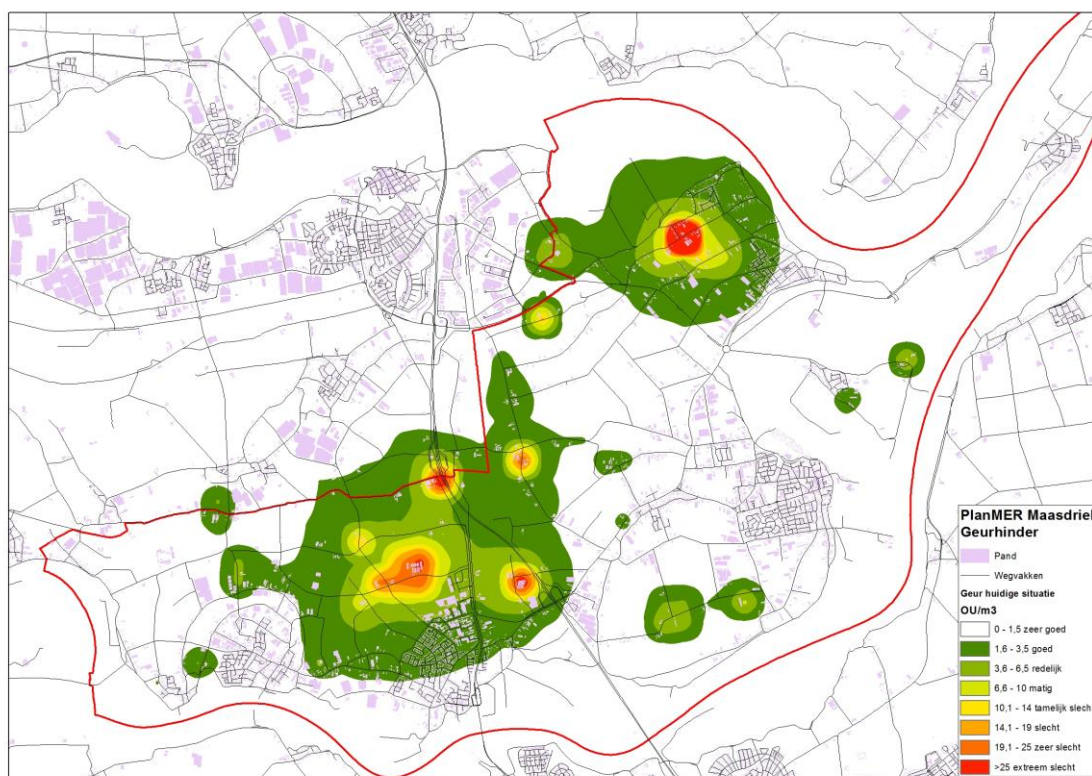 PlanMER Maasdriel
Geurhinder
Pand
Wegvakken
Geur huidige situatie
OU/m3
0 - 1,5 zeer goed
1,6 - 3,5 goed
3,6 - 6,5 redelijk
6,6 - 10 matig
10,1 - 14 tamelijk slech
14,1 - 19 slecht
19,1 - 25 zeer slecht
>25 extreem slecht